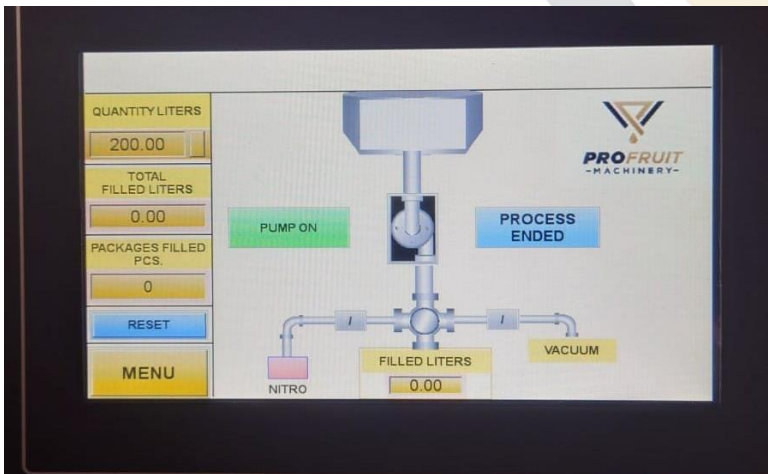 QUANTITY LITERS
200.00
TOTAL
FILLED LITERS
0.00
PACKAGES FILLED
PCS.
0
RESET
MENU
PUMP ON
PROCESS
ENDED
PROFRUIT
-MACHINERY-
I
I
NITRO
FILLED LITERS
0.00
VACUUM